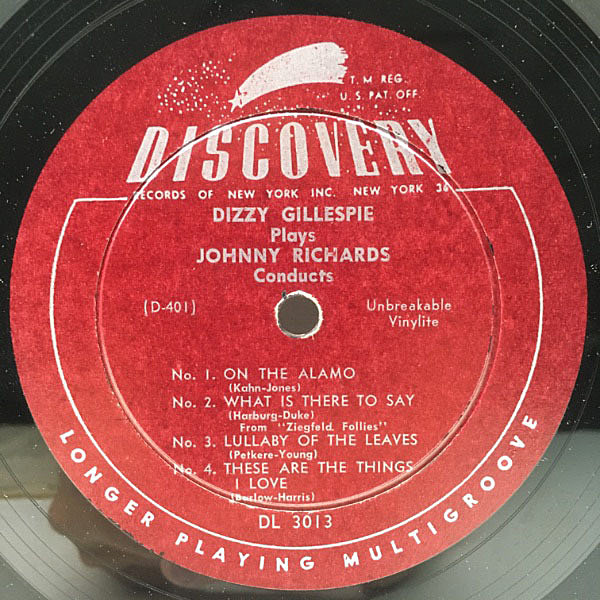 T. M REG.
U. S. PAT. OFF.
DISCOVERY
RECORDS OF NEW YORK INC. NEW YORK 36
DIZZY GILLESPIE
Plays
JOHNNY RICHARDS
Conducts
(D-401)
Unbreakable
Vinylite
No. 1. ON THE ALAMO
(Kahn-Jones)
No. 2. WHAT IS THERE TO SAY
(Harburg-Duke)
From "Ziegfeld Follies"
No. 3. LULLABY OF THE LEAVES
(Petkere-Young)
No. 4. THESE ARE THE THINGS
I LOVE
(Barlow-Harris)
DL 3013
LONGER PLAYING MULTIGROOVE